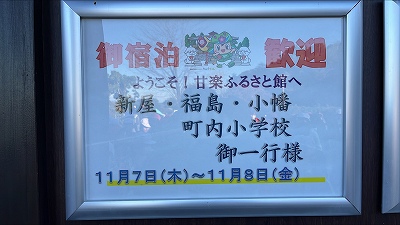 御宿泊 歓迎
ようこそ！甘楽ふるさと館へ
新屋・福島・小幡
町内小学校
御一行様
11月7日(木)～11月8日(金)